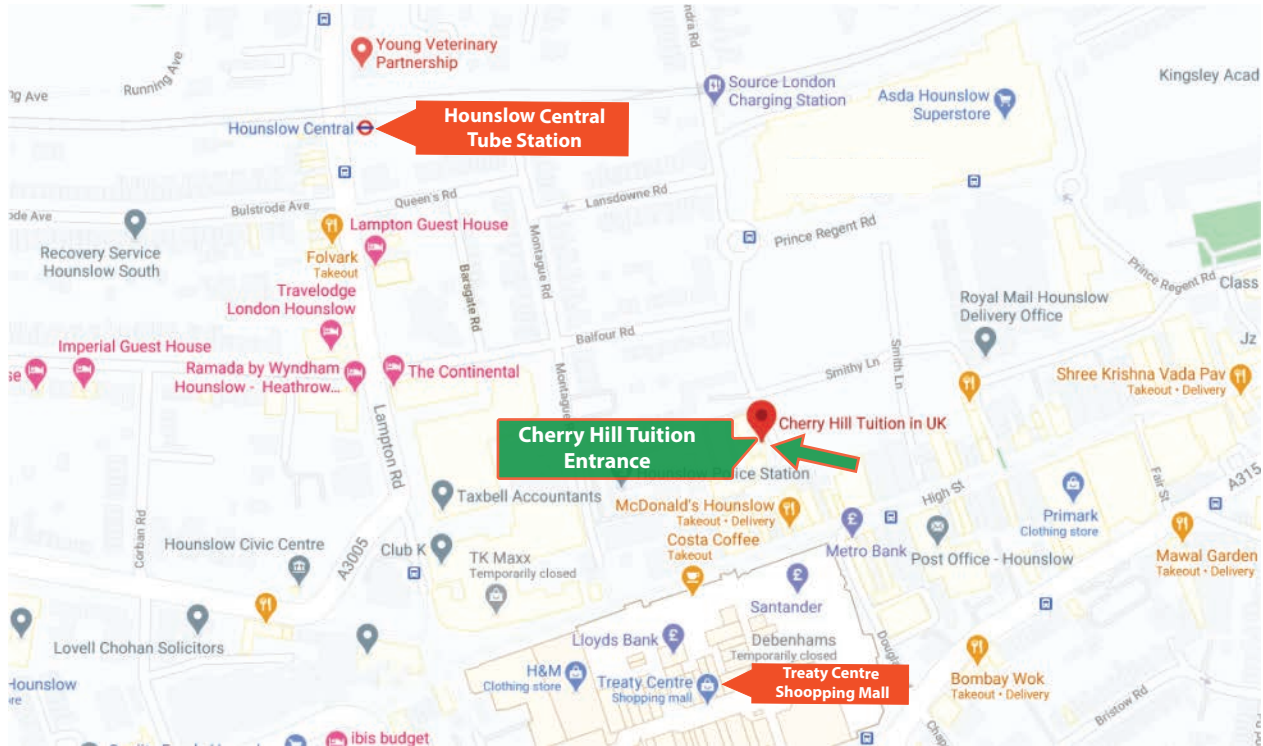 ndra Rd
Young Veterinary
Partnership
Running Ave
ng Ave
Source London
Charging Station
Asda Hounslow
Superstore
Kingsley Acad
Hounslow Central
Hounslow Central
Tube Station
Queen's Rd
Lansdowne Rd
Bulstrode Ave
rode Ave
Lampton Guest House
Recovery Service
Hounslow South
Folvark
Takeout
Montague Rd
Barsgate Rd
Prince Regent Rd
Prince Regent Rd
Class
Travelodge
London Hounslow
Royal Mail Hounslow
Delivery Office
Balfour Rd
Smith Ln
Jz
Imperial Guest House
se
Ramada by Wyndham
Hounslow - Heathrow...
The Continental
Smithy Ln
Shree Krishna Vada Pav
Takeout • Delivery
Montague
Lampton Rd
Cherry Hill Tuition
Entrance
Cherry Hill Tuition in UK
Hounslow Police Station
Taxbell Accountants
McDonald's Hounslow
Takeout • Delivery
High St
Fair St
A315
Primark
Clothing store
Corban Rd
Hounslow Civic Centre
A3005
Club K
TK Maxx
Temporarily closed
Costa Coffee
Takeout
Metro Bank
Post Office - Hounslow
Mawal Garden
Takeout • Delivery
Santander
Lovell Chohan Solicitors
Lloyds Bank
Debenhams
Temporarily closed
Doug
H&M
Clothing store
Treaty Centre
Shopping mall
Treaty Centre
Shoopping Mall
Bombay Wok
Takeout • Delivery
Hounslow
re
Bristow Rd
Chap
ibis budget